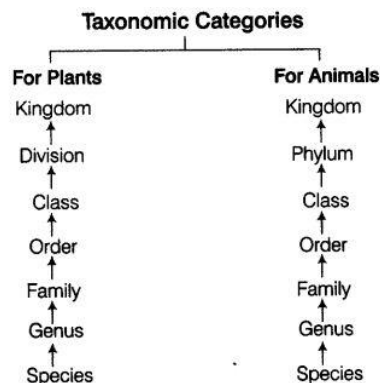 Taxonomic Categories
For Plants
Kingdom
Division
Class
Order
Family
Genus
Species
For Animals
Kingdom
Phylum
Class
Order
Family
Genus
Species